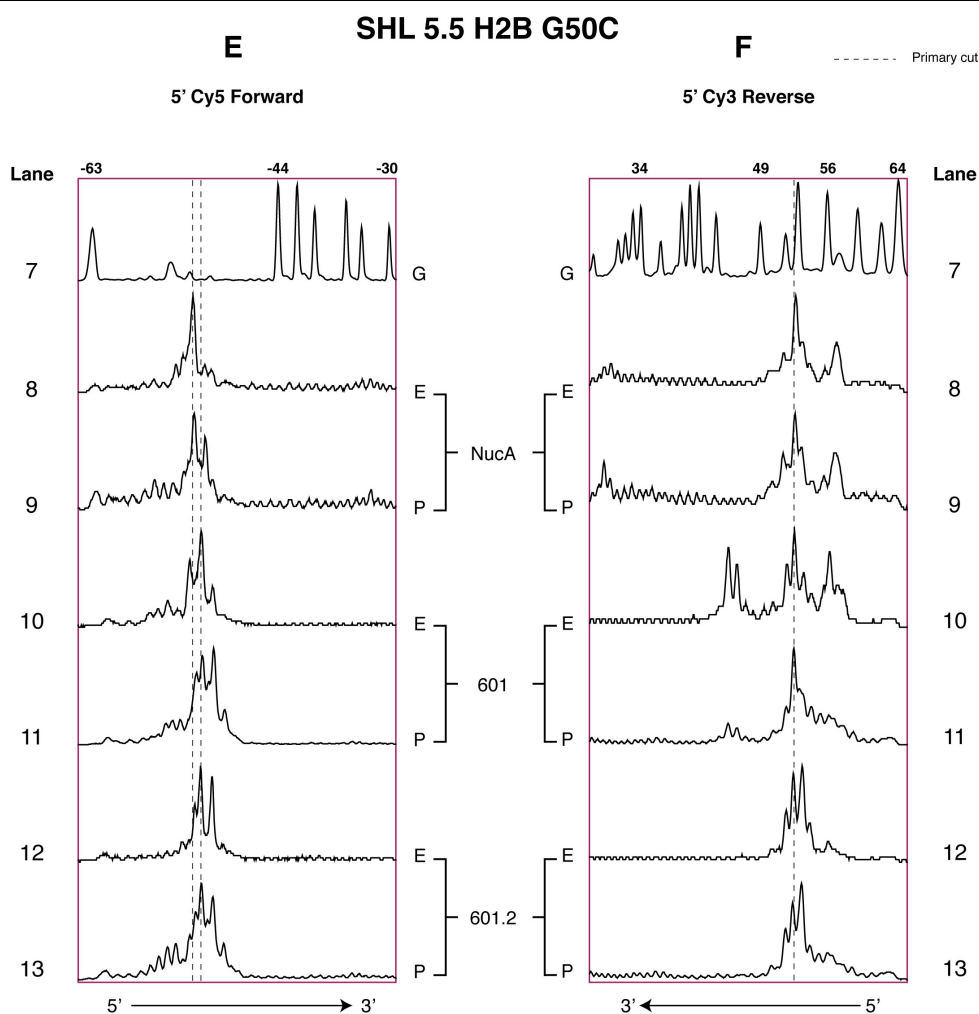 SHL 5.5 H2B G50C
E F
Primary cut
5’ Cy5 Forward 5’ Cy3 Reverse
Lane -63 -44 -30 34 49 56 64 Lane
7 G G 7
8 E E 8
NucA
9 P P 9
10 E E 10
601
11 P P 11
12 E E 12
601.2
13 P P 13
5’ 3’ 3’ 5’